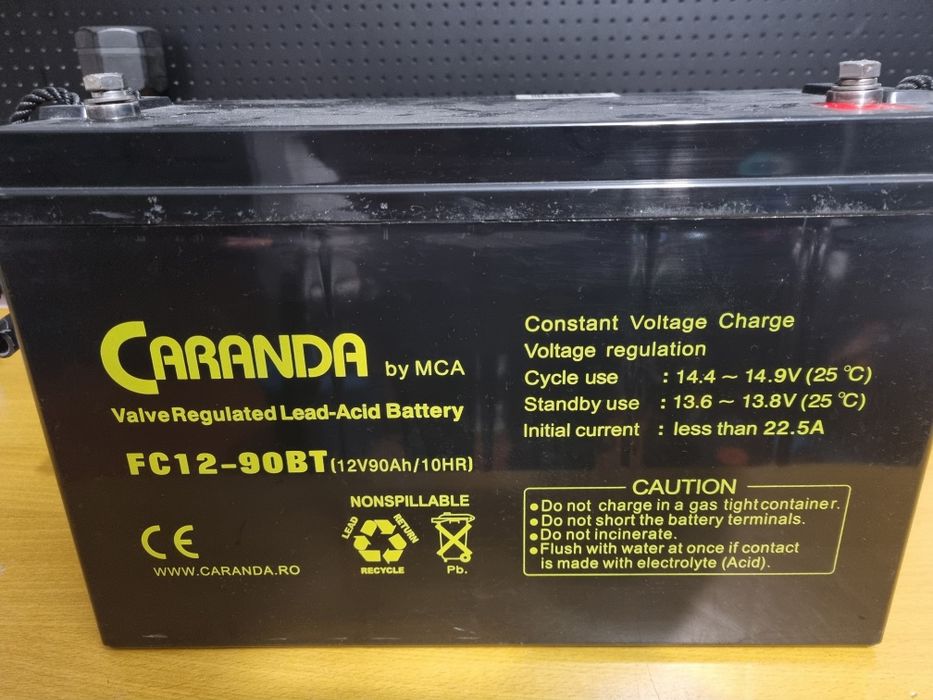 CARANDA by MCA
Valve Regulated Lead-Acid Battery
FC12-90BT(12V90Ah/10HR)
NONSPILLABLE
LEAD RETURN
RECYCLE
Pb.
CE
WWW.CARANDA.RO
Constant Voltage Charge
Voltage regulation
Cycle use : 14.4 ~ 14.9V (25 °C)
Standby use : 13.6 ~ 13.8V (25 °C)
Initial current : less than 22.5A
CAUTION
•Do not charge in a gas tight container.
•Do not short the battery terminals.
•Do not incinerate.
•Flush with water at once if contact
is made with electrolyte (Acid).